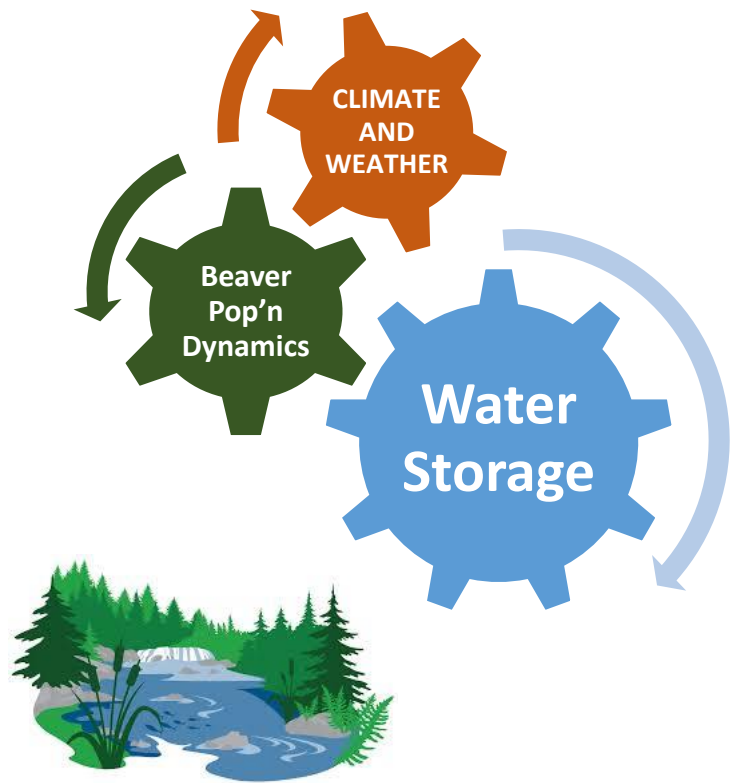 CLIMATE
AND
WEATHER
Beaver
Pop’n
Dynamics
Water
Storage